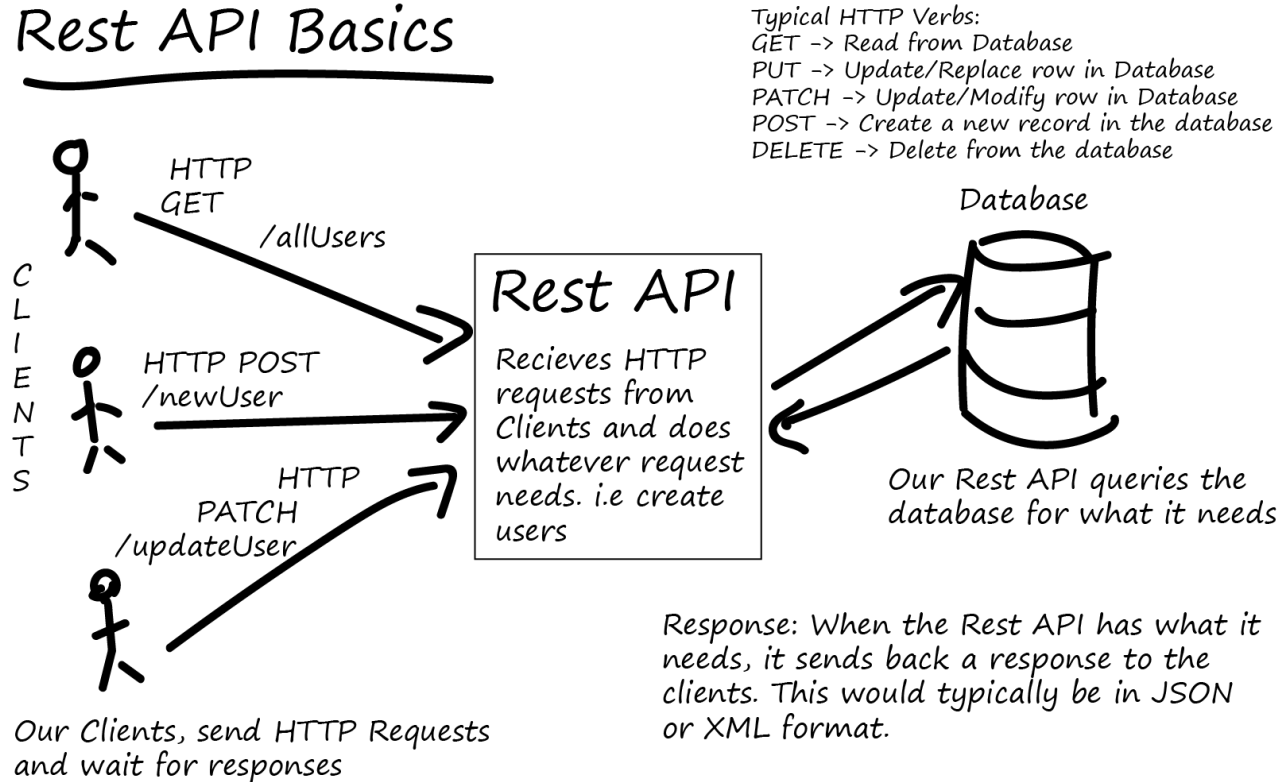 Rest API Basics
Typical HTTP Verbs:
GET -> Read from Database
PUT -> Update/Replace row in Database
PATCH -> Update/Modify row in Database
POST -> Create a new record in the database
DELETE -> Delete from the database
CLIENTS
HTTP
GET
/allUsers
HTTP POST
/newUser
HTTP
PATCH
/updateUser
Our Clients, send HTTP Requests
and wait for responses
Rest API
Recieves HTTP
requests from
Clients and does
whatever request
needs. i.e create
users
Database
Our Rest API queries the
database for what it needs
Response: When the Rest API has what it
needs, it sends back a response to the
clients. This would typically be in JSON
or XML format.